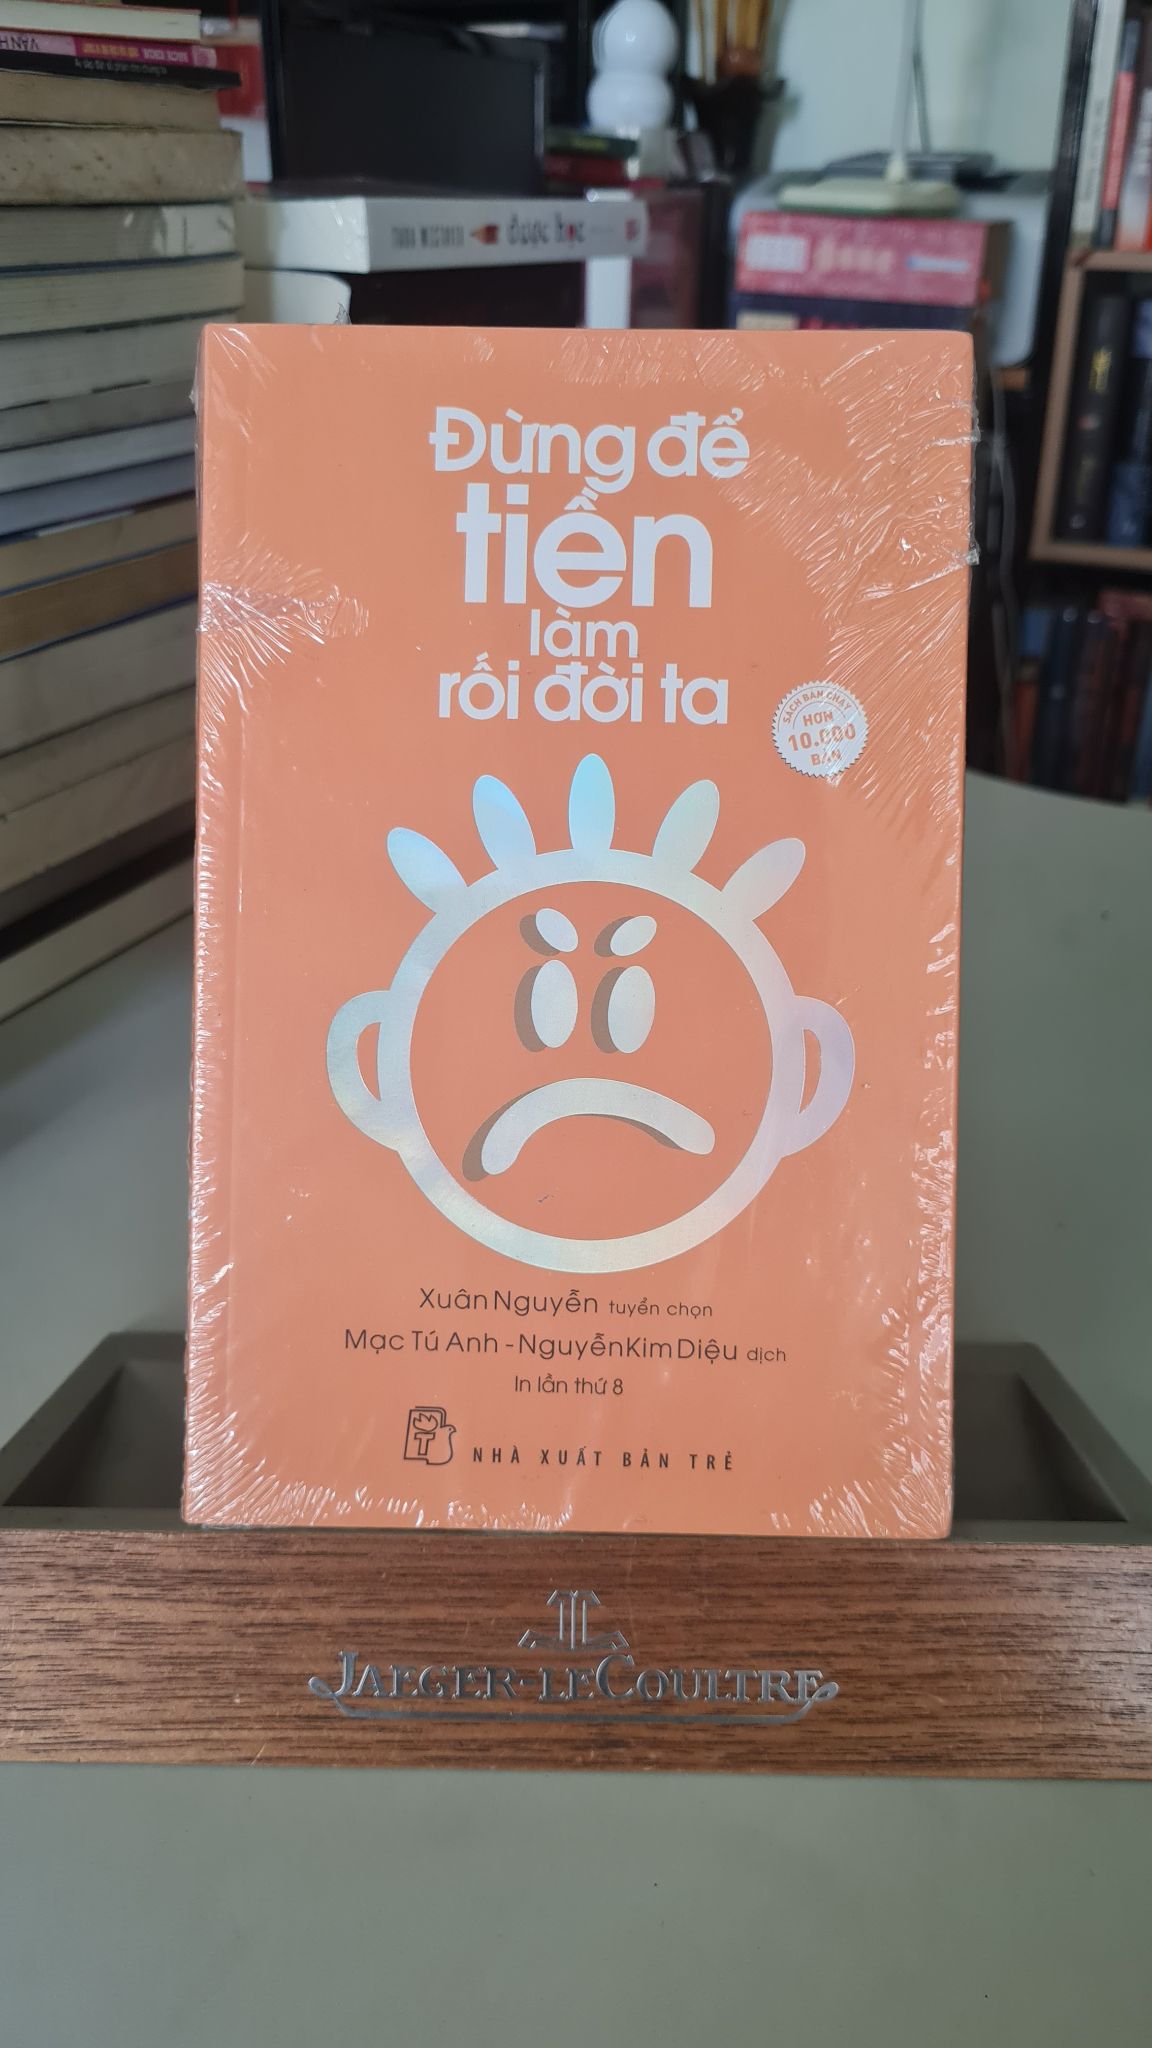 TARA WESTOVER được học
Đừng để
tiền
làm
rối đời ta
SÁCH BÁN CHẠY
HƠN
10.000
BẢN
Xuân Nguyễn tuyển chọn
Mạc Tú Anh - Nguyễn Kim Diệu dịch
In lần thứ 8
NHÀ XUẤT BẢN TRẺ
JAEGER-LECOULTRE